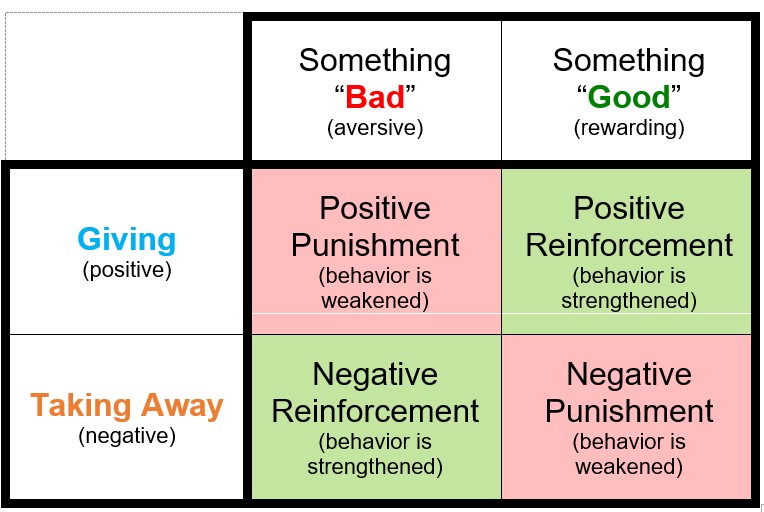 Something
“Bad”
(aversive)
Something
“Good”
(rewarding)
Giving
(positive)
Positive
Punishment
(behavior is
weakened)
Positive
Reinforcement
(behavior is
strengthened)
Taking Away
(negative)
Negative
Reinforcement
(behavior is
strengthened)
Negative
Punishment
(behavior is
weakened)